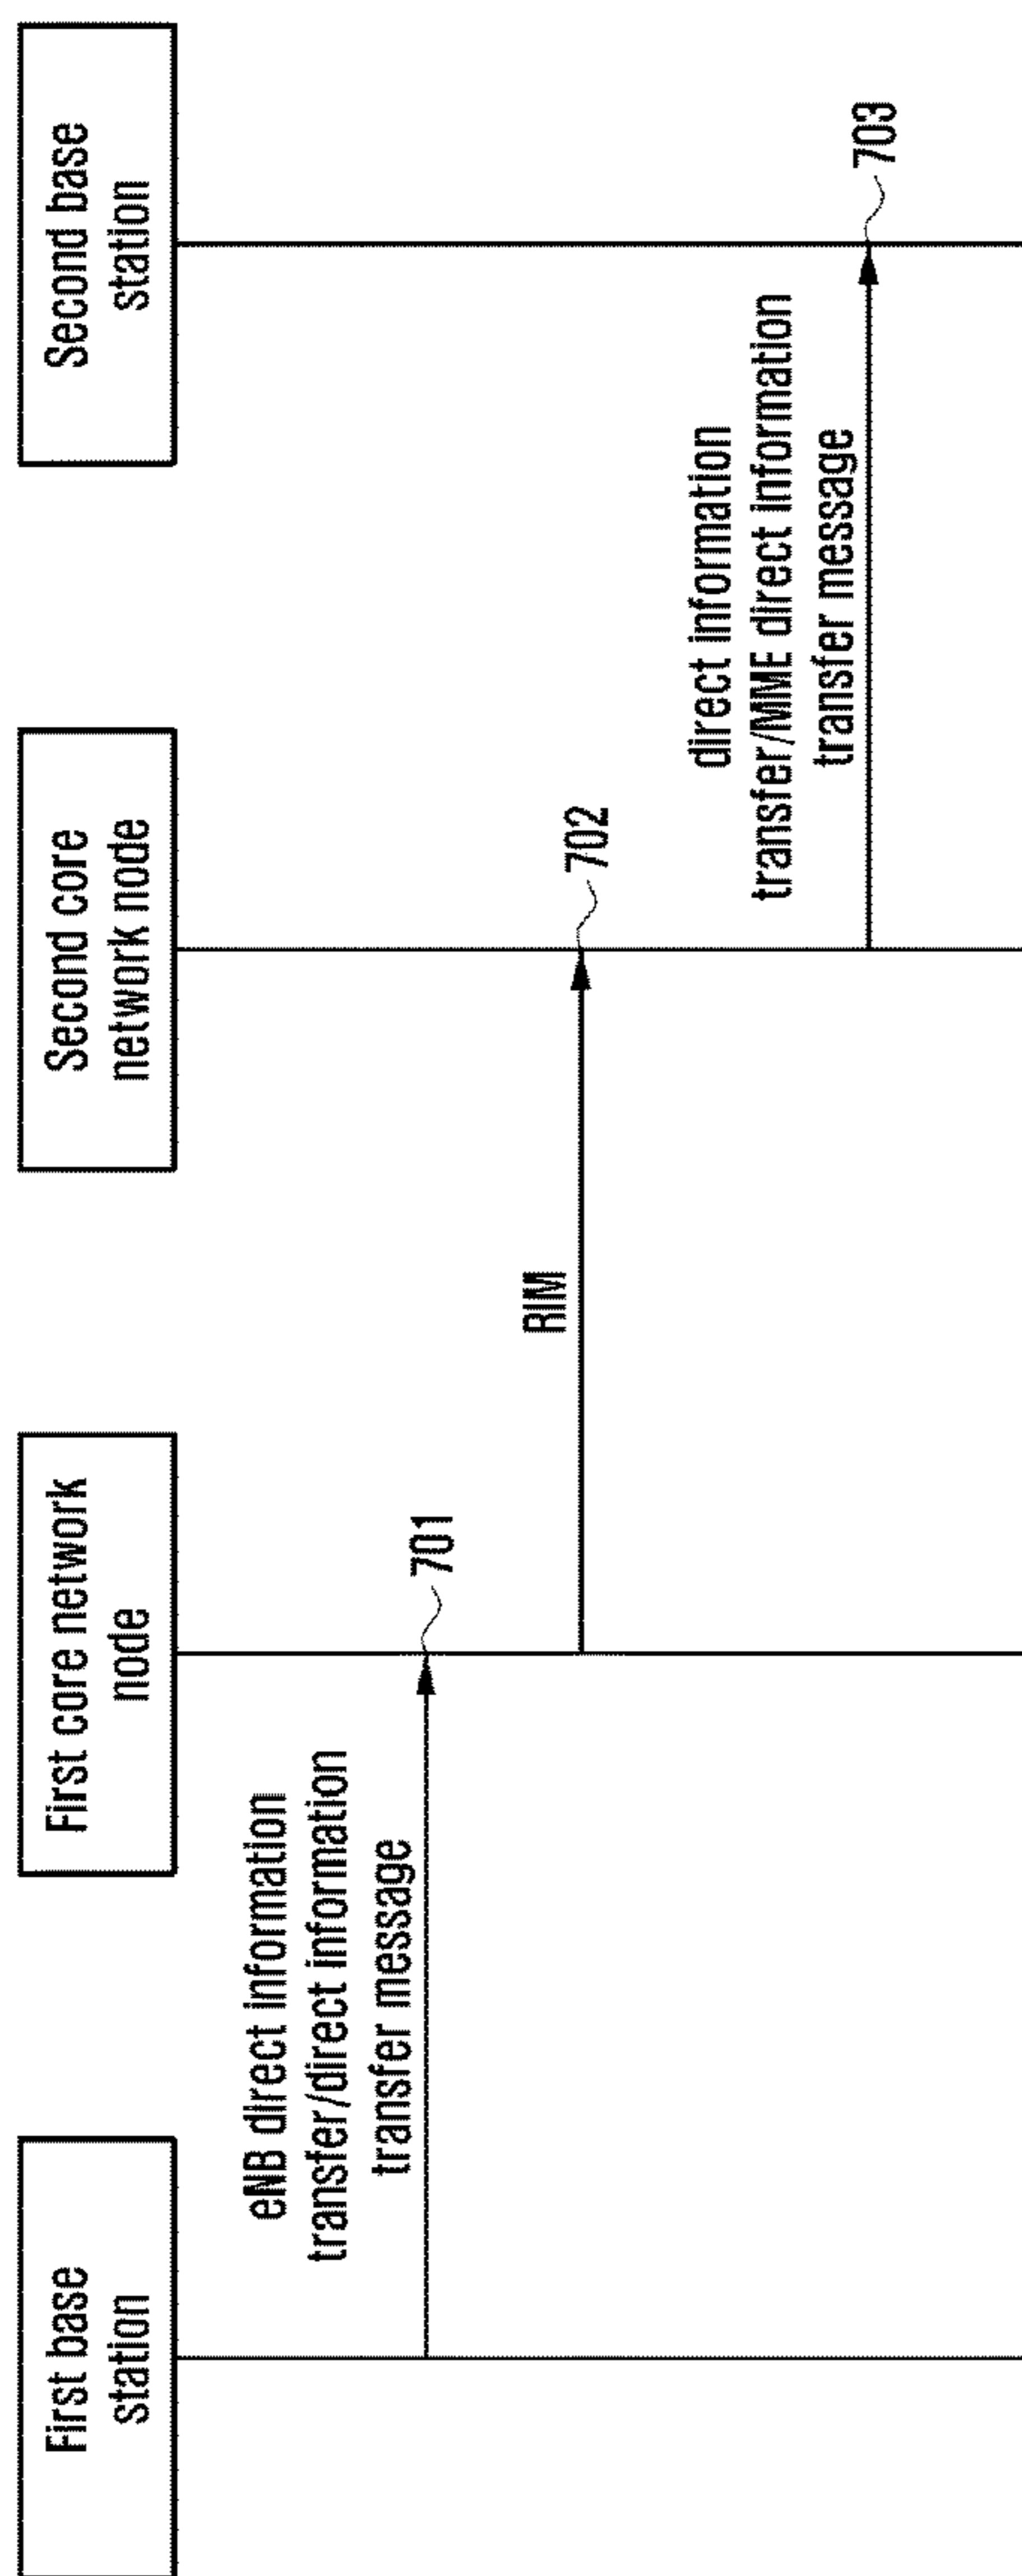 First base
station
First core network
node
Second core
network node
Second base
station
eNB direct information
transfer/direct information
transfer message
701
RIM
702
direct information
transfer/MME direct information
transfer message
703